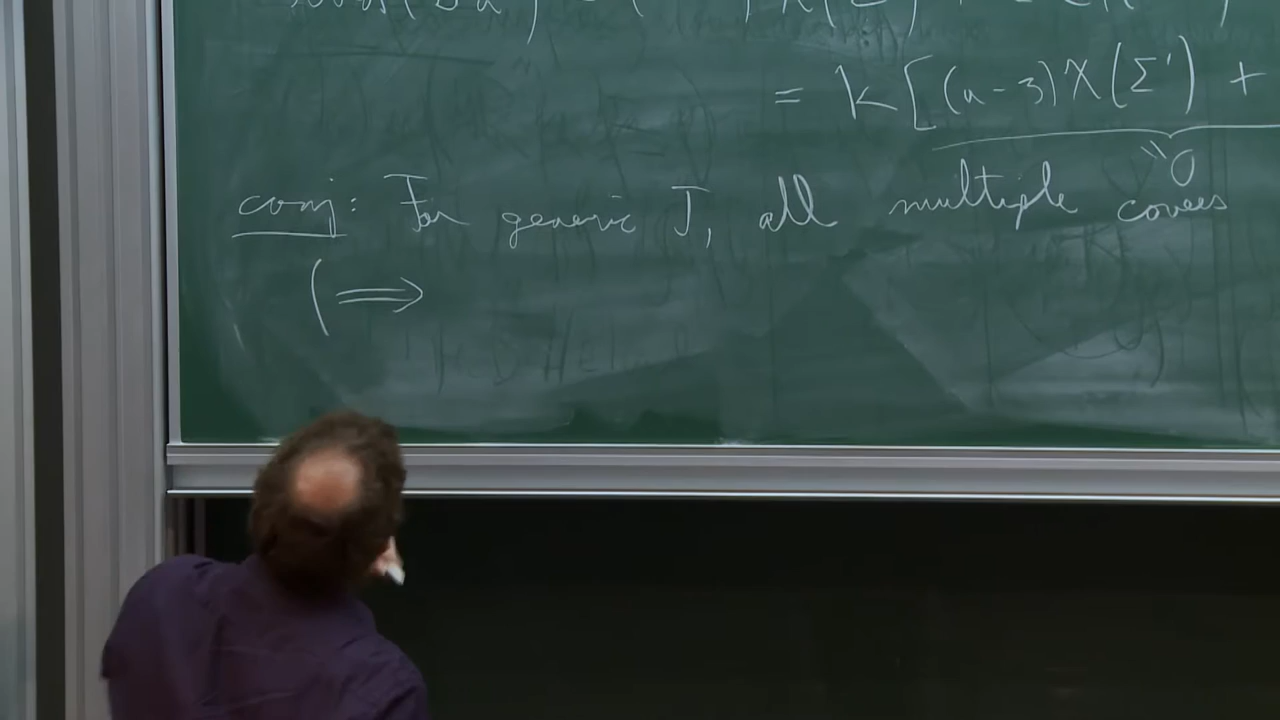 = k[(n-3)χ(Σ') +
"0
conj: For generic J, all multiple covers
(⟹